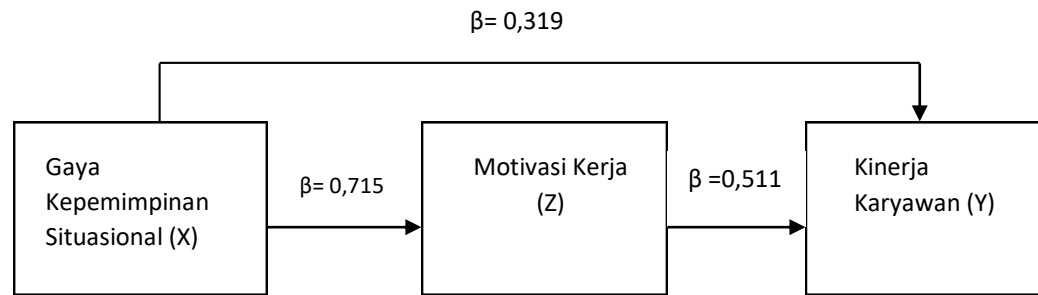 β= 0,319
Gaya
Kepemimpinan
Situasional (X)
β= 0,715
Motivasi Kerja
(Z)
β =0,511
Kinerja
Karyawan (Y)